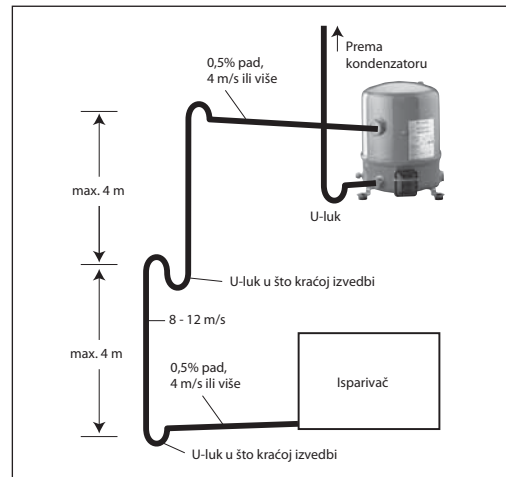 Prema
kondenzatoru
0,5% pad,
4 m/s ili više
max. 4 m
U-luk
U-luk u što kraćoj izvedbi
8 - 12 m/s
max. 4 m
0,5% pad,
4 m/s ili više
Isparivač
U-luk u što kraćoj izvedbi